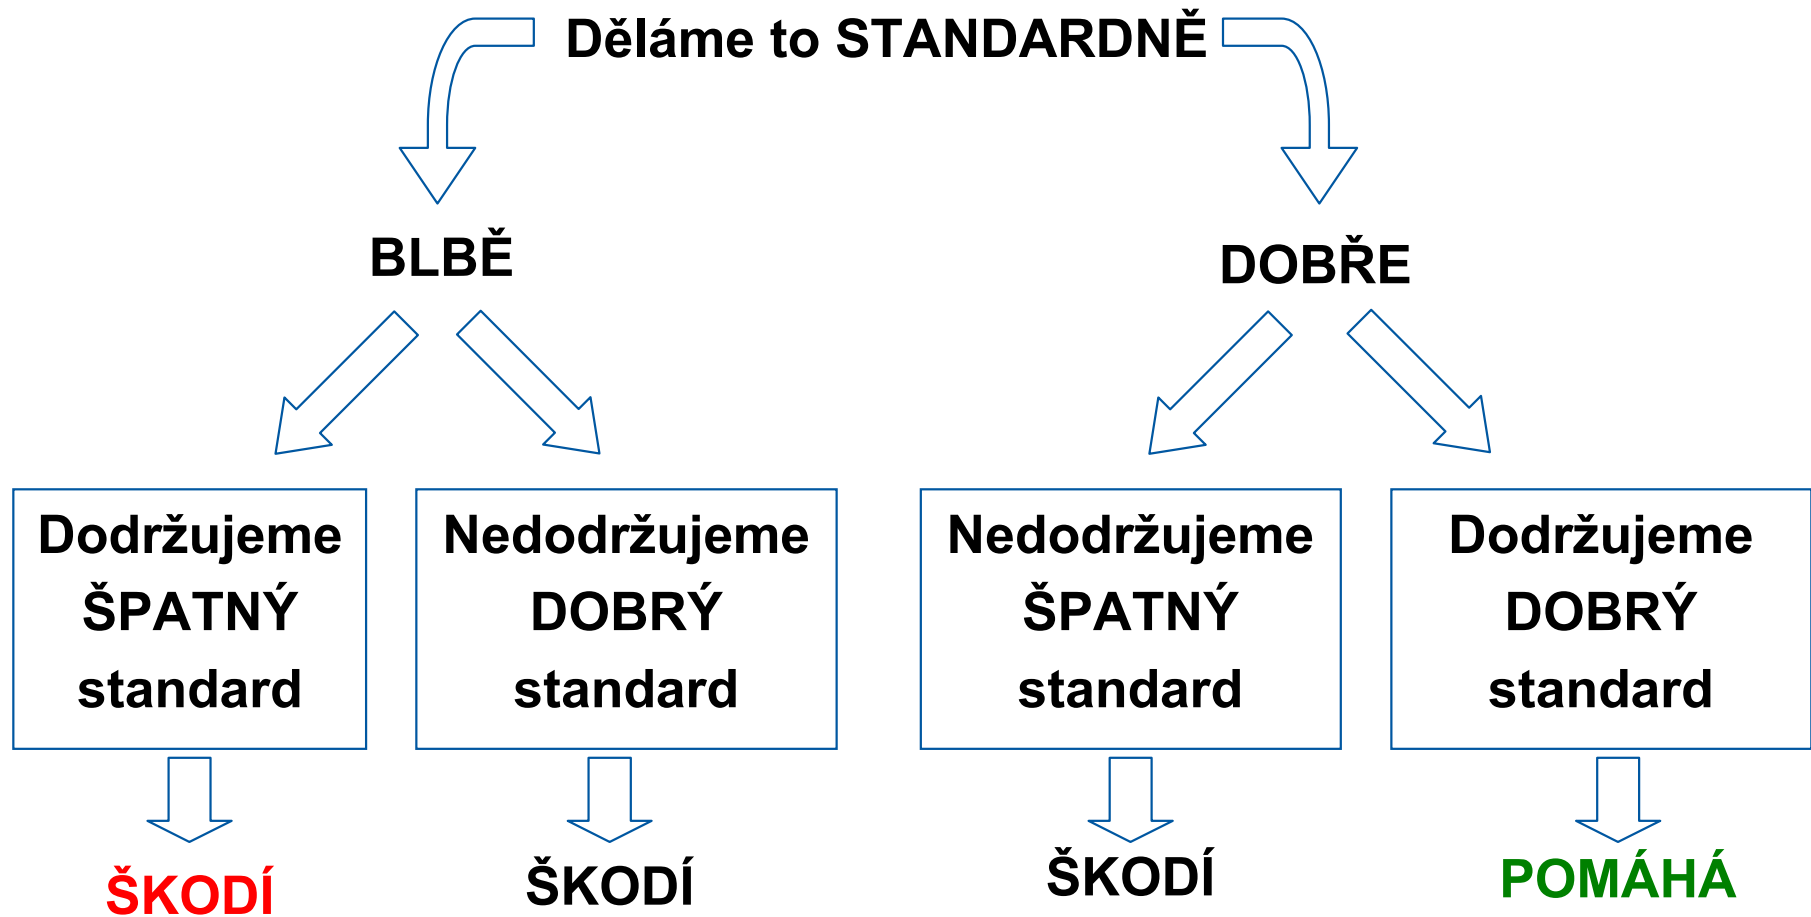 Děláme to STANDARDNĚ
BLBĚ
DOBŘE
Dodržujeme
ŠPATNÝ
standard
Nedodržujeme
DOBRÝ
standard
Nedodržujeme
ŠPATNÝ
standard
Dodržujeme
DOBRÝ
standard
ŠKODÍ
ŠKODÍ
ŠKODÍ
POMÁHÁ